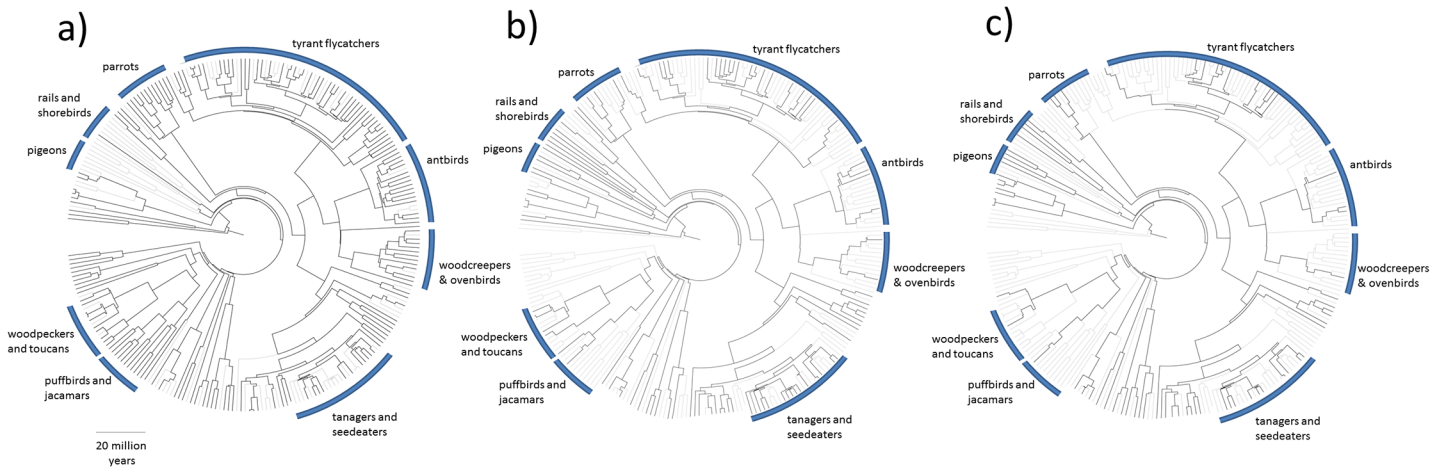 a)
tyrant flycatchers
parrots
rails and
shorebirds
pigeons
antbirds
woodcreepers
& ovenbirds
woodpeckers
and toucans
puffbirds and
jacamars
tanagers and
seedeaters
20 million
years
b)
tyrant flycatchers
parrots
rails and
shorebirds
pigeons
antbirds
woodcreepers
& ovenbirds
woodpeckers
and toucans
puffbirds and
jacamars
tanagers and
seedeaters
c)
tyrant flycatchers
parrots
rails and
shorebirds
pigeons
antbirds
woodcreepers
& ovenbirds
woodpeckers
and toucans
puffbirds and
jacamars
tanagers and
seedeaters